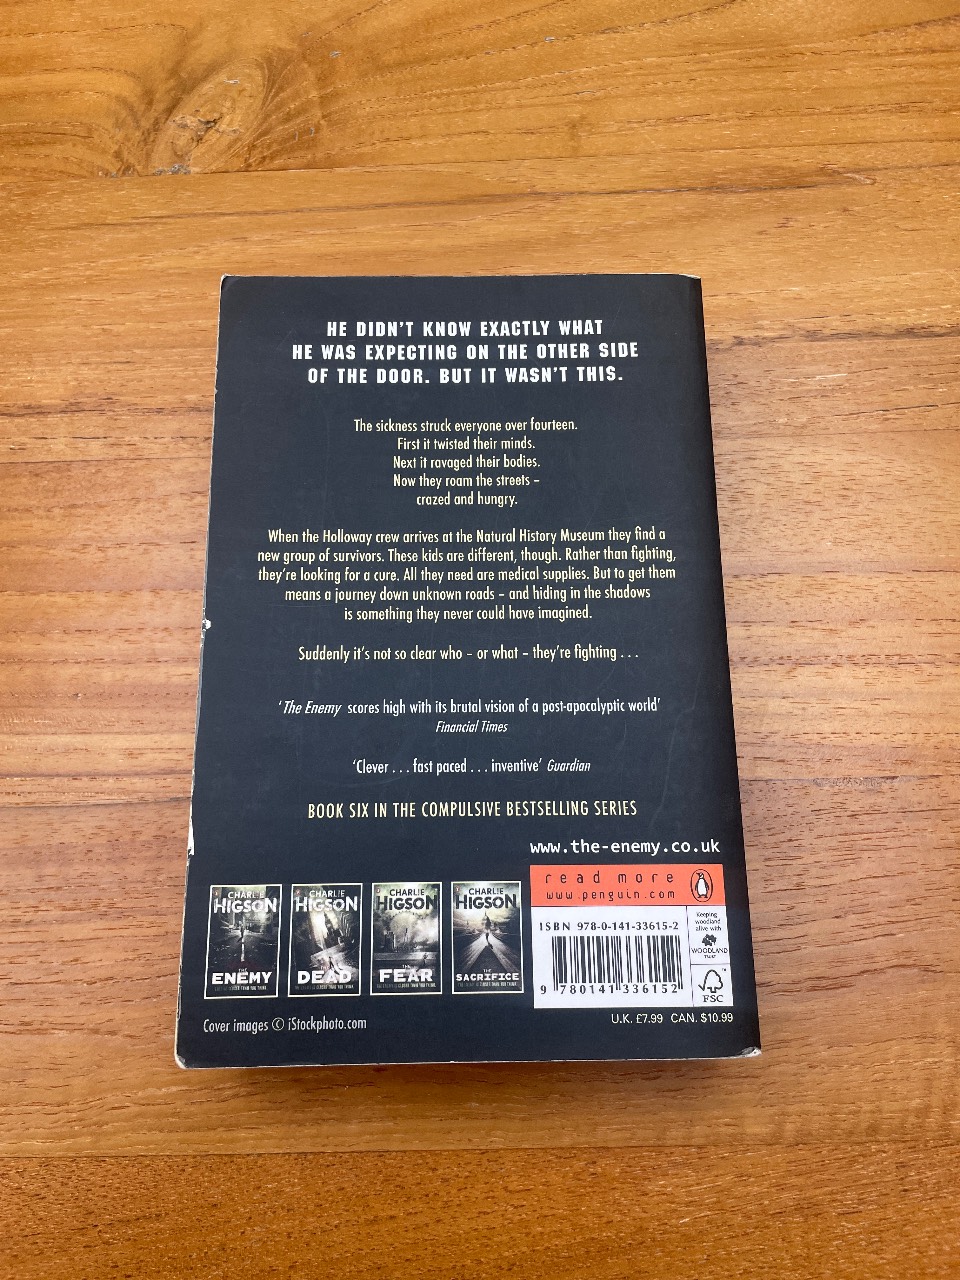 HE DIDN'T KNOW EXACTLY WHAT
HE WAS EXPECTING ON THE OTHER SIDE
OF THE DOOR. BUT IT WASN'T THIS.
The sickness struck everyone over fourteen.
First it twisted their minds.
Next it ravaged their bodies.
Now they roam the streets –
crazed and hungry.
When the Holloway crew arrives at the Natural History Museum they find a
new group of survivors. These kids are different, though. Rather than fighting,
they're looking for a cure. All they need are medical supplies. But to get them
means a journey down unknown roads – and hiding in the shadows
is something they never could have imagined.
Suddenly it's not so clear who – or what – they're fighting . . .
'The Enemy scores high with its brutal vision of a post-apocalyptic world'
Financial Times
'Clever . . . fast paced . . . inventive' Guardian
BOOK SIX IN THE COMPULSIVE BESTSELLING SERIES
www.the-enemy.co.uk
read more
www.penguin.com
ISBN 978-0-141-33615-2
9 780141 336152
Keeping
woodland
alive with
WOODLAND
TRUST
FSC
U.K. £7.99 CAN. $10.99
CHARLIE
HIGSON
THE
ENEMY
CHARLIE
HIGSON
THE
DEAD
CHARLIE
HIGSON
THE
FEAR
CHARLIE
HIGSON
THE
SACRIFICE
Cover images © iStockphoto.com